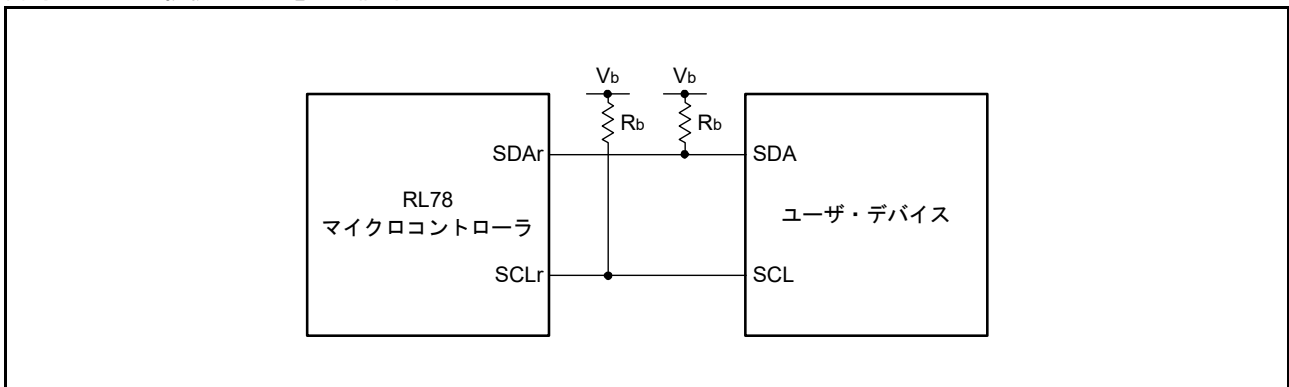 Vb Vb
Rb Rb
SDAr SDA
RL78
マイクロコントローラ
ユーザ・デバイス
SCLr SCL